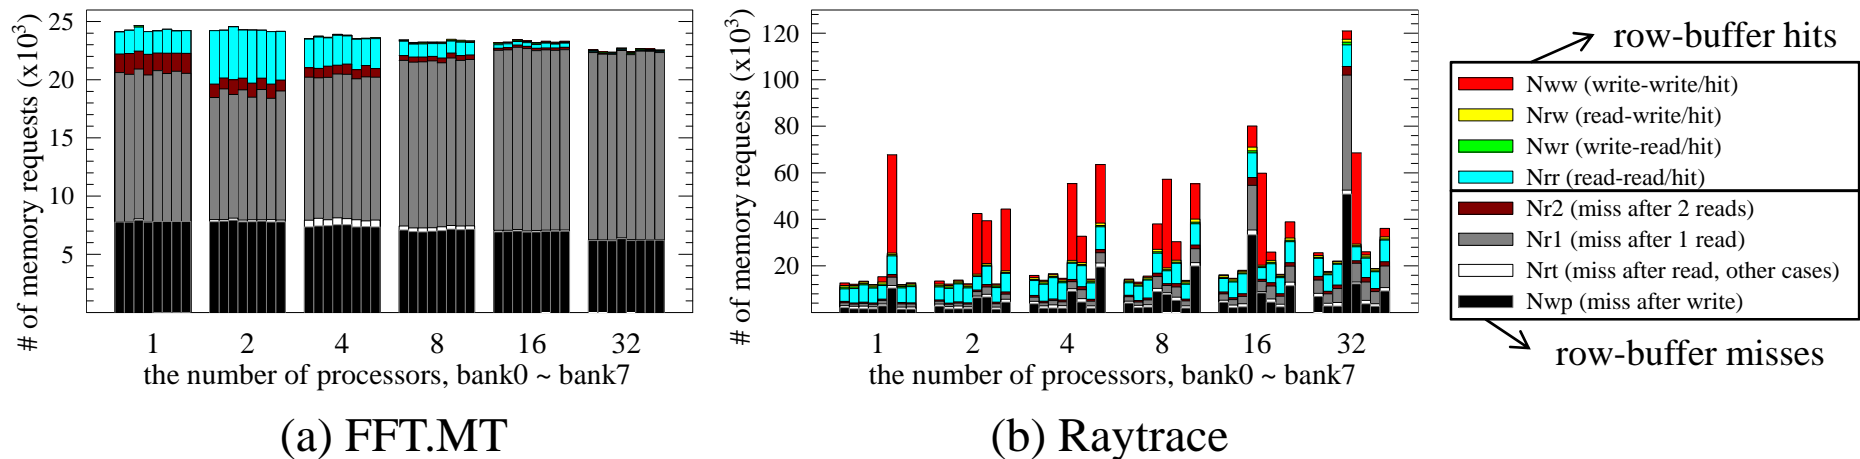 # of memory requests (x10³)
25
20
15
10
5
1 2 4 8 16 32
the number of processors, bank0 ~ bank7
(a) FFT.MT
# of memory requests (x10³)
120
100
80
60
40
20
1 2 4 8 16 32
the number of processors, bank0 ~ bank7
(b) Raytrace
row-buffer hits
Nww (write-write/hit)
Nrw (read-write/hit)
Nwr (write-read/hit)
Nrr (read-read/hit)
Nr2 (miss after 2 reads)
Nr1 (miss after 1 read)
Nrt (miss after read, other cases)
Nwp (miss after write)
row-buffer misses